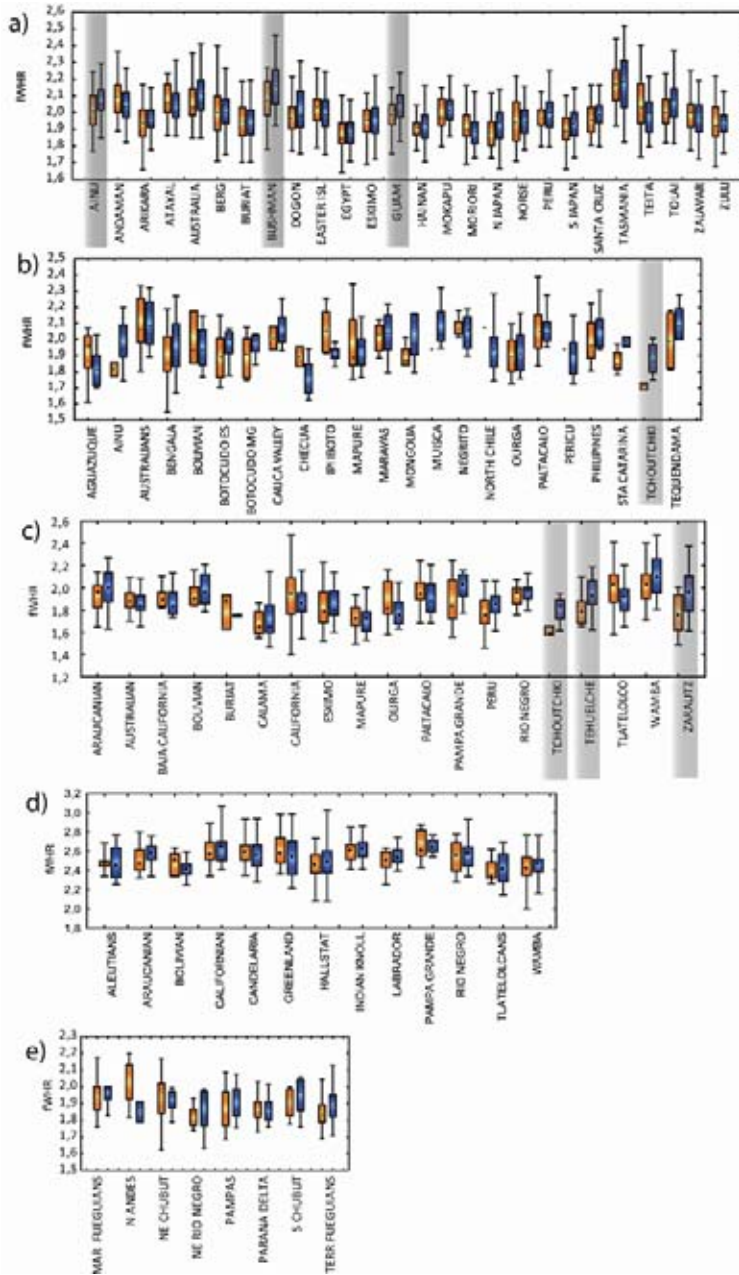 a)
fWHR
2,6
2,5
2,4
2,3
2,2
2,1
2,0
1,9
1,8
1,7
1,6
AINU
ANDAMAN
ARIKARA
ATAYAL
AUSTRALIA
BERG
BURIAT
BUSHMAN
DOGON
EASTER ISL
EGYPT
ESKIMO
GUAM
HAINAN
MOKAPU
MORIORI
N JAPAN
NORSE
PERU
S JAPAN
SANTA CRUZ
TASMANIA
TEITA
TOLAI
ZALAVAR
ZULU
b)
fWHR
2,5
2,4
2,3
2,2
2,1
2,0
1,9
1,8
1,7
1,6
1,5
AGUAZUQUE
AINU
AUSTRALIANS
BENGALA
BOLIVIAN
BOTOCUDO ES
BOTOCUDO MG
CAUCA VALLEY
CHECUA
IPI BOTO
MAPURE
MARAVAS
MONGOLIA
MUISCA
NEGRITO
NORTH CHILE
OURGA
PALTACALO
PERICU
PHILIPINES
STA CATARINA
TCHOUTCHKI
TEQUENDAMA
c)
fWHR
2,6
2,4
2,2
2,0
1,8
1,6
1,4
1,2
ARAUCANIAN
AUSTRALIAN
BAJA CALIFORNIA
BOLIVIAN
BURIAT
CALAMA
CALIFORNIA
ESKIMO
MAPURE
OURGA
PALTACALO
PAMPA GRANDE
PERU
RIO NEGRO
TCHOUTCHKI
TEHUELCHE
TLATELOLCO
WAMBA
ZARAUTZ
d)
fWHR
3,2
3,0
2,8
2,6
2,4
2,2
2,0
1,8
ALEUTIANS
ARAUCANIAN
BOLIVIAN
CALIFORNIAN
CANDELARIA
GREENLAND
HALLSTAT
INDIAN KNOLL
LABRADOR
PAMPA GRANDE
RIO NEGRO
TLATELOLCANS
WAMBA
e)
fWHR
2,3
2,2
2,1
2,0
1,9
1,8
1,7
1,6
1,5
MAR FUEGUIANS
N ANDES
NE CHUBUT
NE RIO NEGRO
PAMPAS
PARANA DELTA
S CHUBUT
TERR FUEGUIANS